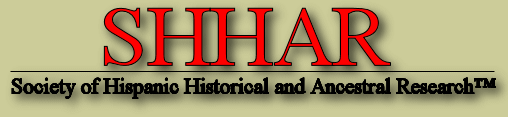 SHHAR
Society of Hispanic Historical and Ancestral Research™